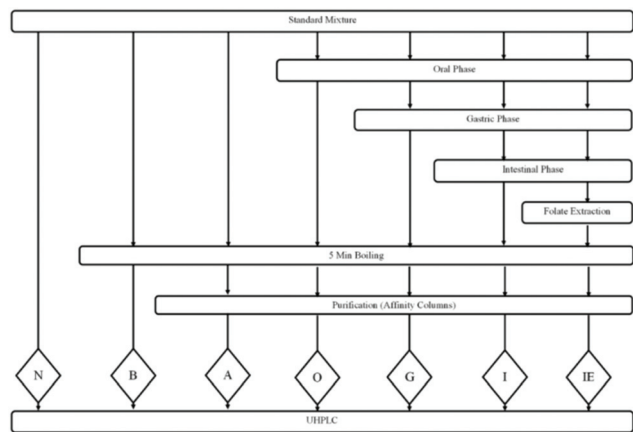 Standard Mixture
Oral Phase
Gastric Phase
Intestinal Phase
Folate Extraction
5 Min Boiling
Purification (Affinity Columns)
N B A O G I IE
UHPLC